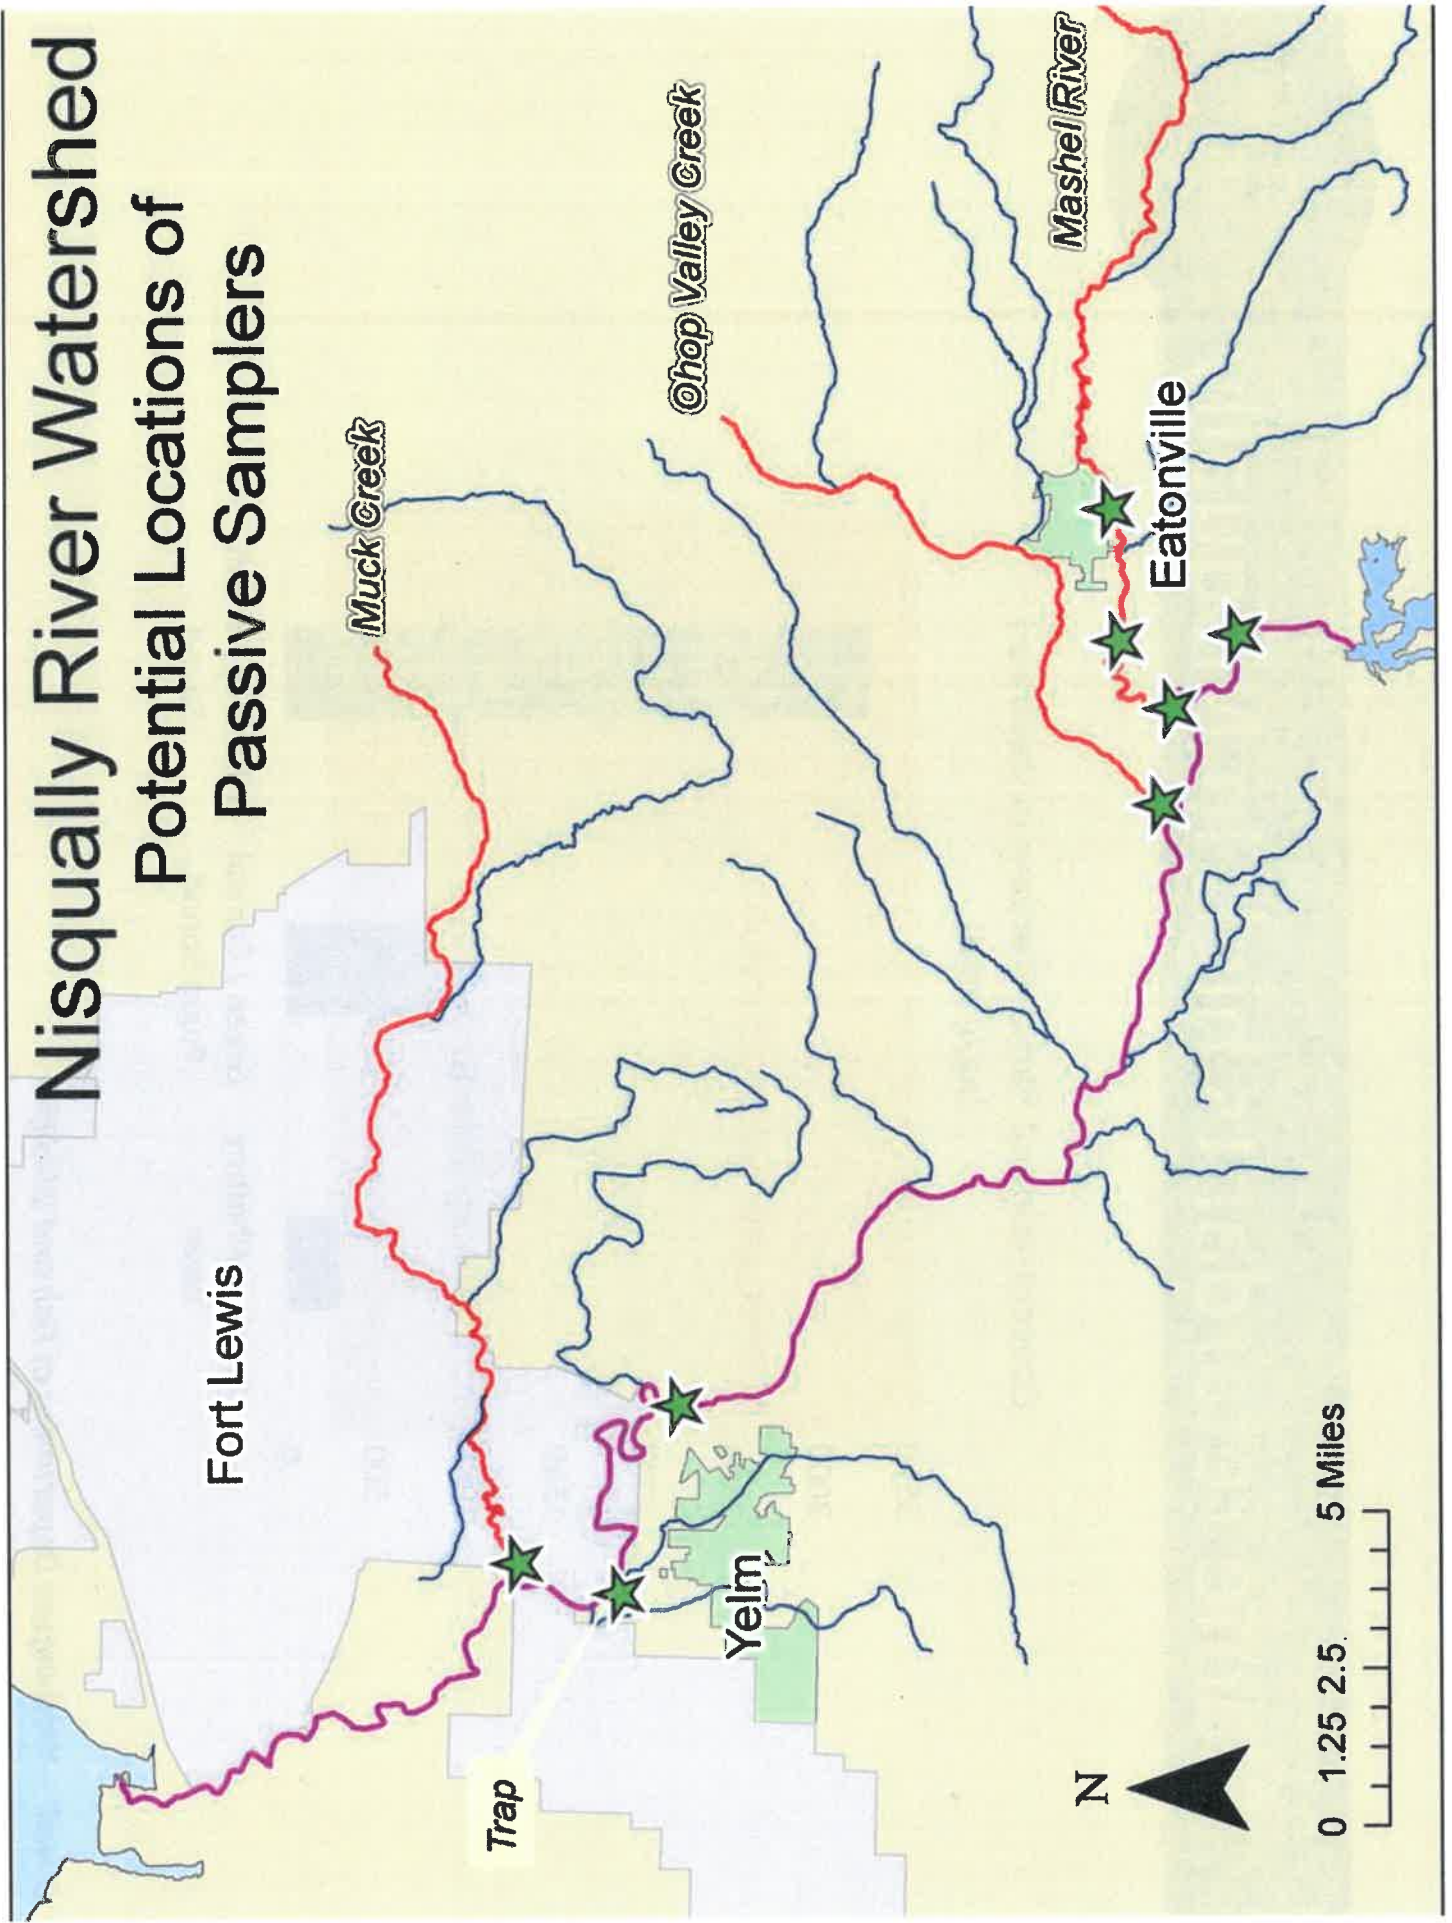 Nisqually River Watershed
Potential Locations of
Passive Samplers
Muck Creek
Ohop Valley Creek
Mashel River
Fort Lewis
Eatonville
Yelm
Trap
N
0 1.25 2.5 5 Miles